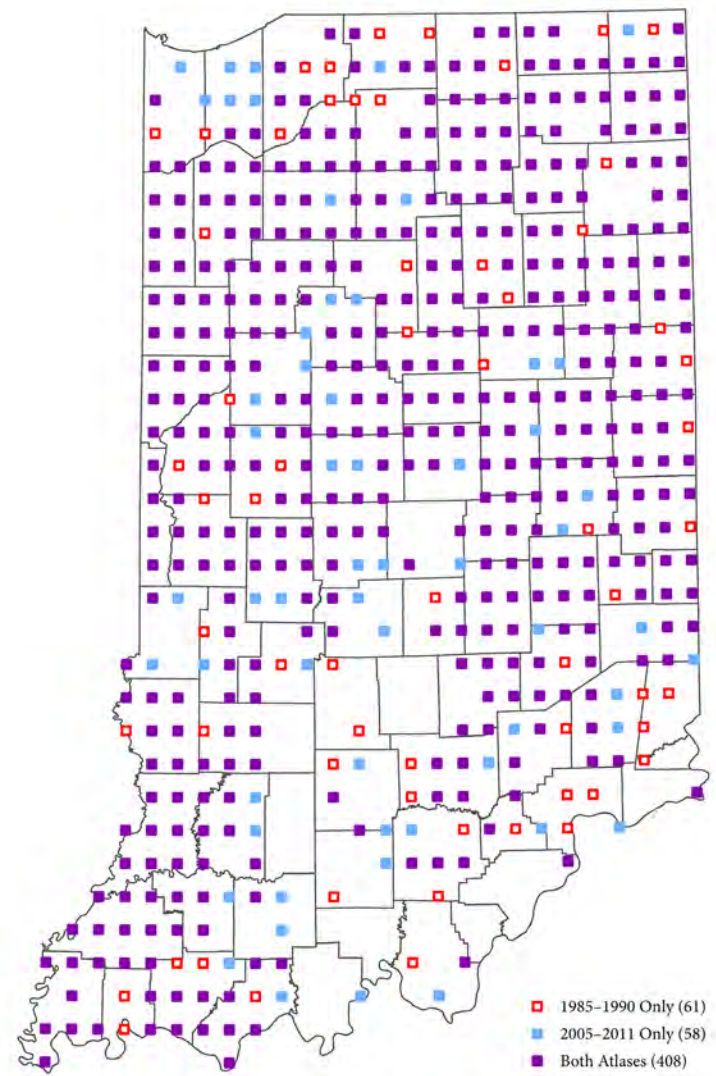 1985–1990 Only (61)
2005–2011 Only (58)
Both Atlases (408)